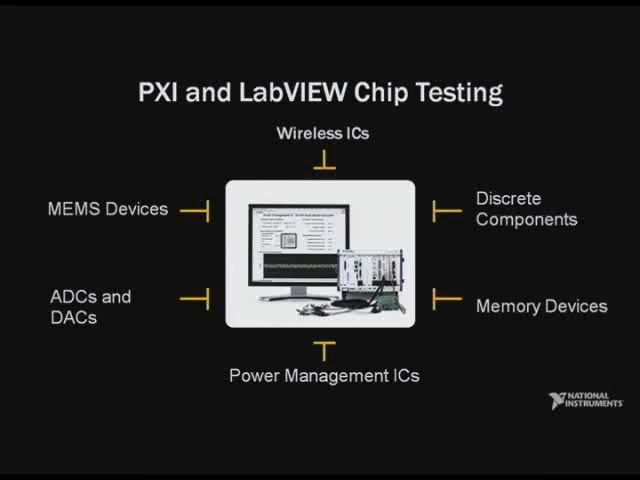 PXI and LabVIEW Chip Testing
Wireless ICs
MEMS Devices
Discrete
Components
ADCs and
DACs
Memory Devices
Power Management ICs
NATIONAL
INSTRUMENTS